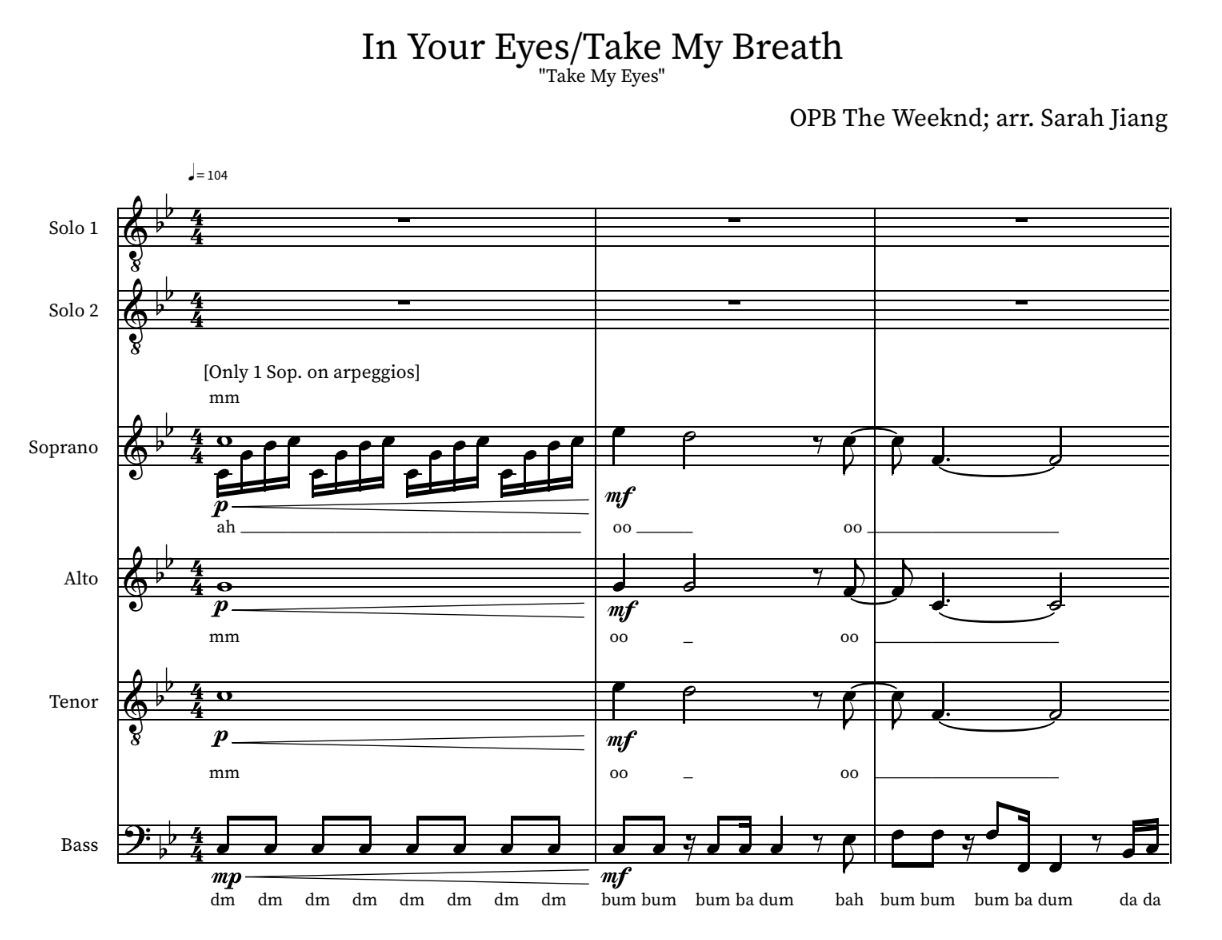 In Your Eyes/Take My Breath
"Take My Eyes"
OPB The Weeknd; arr. Sarah Jiang
♩= 104
Solo 1
8
Solo 2
8
[Only 1 Sop. on arpeggios]
mm
Soprano
p mf
ah oo oo
Alto
p mf
mm oo _ oo
Tenor
8
p mf
mm oo _ oo
Bass
mp mf
dm dm dm dm dm dm dm dm bum bum bum ba dum bah bum bum bum ba dum da da